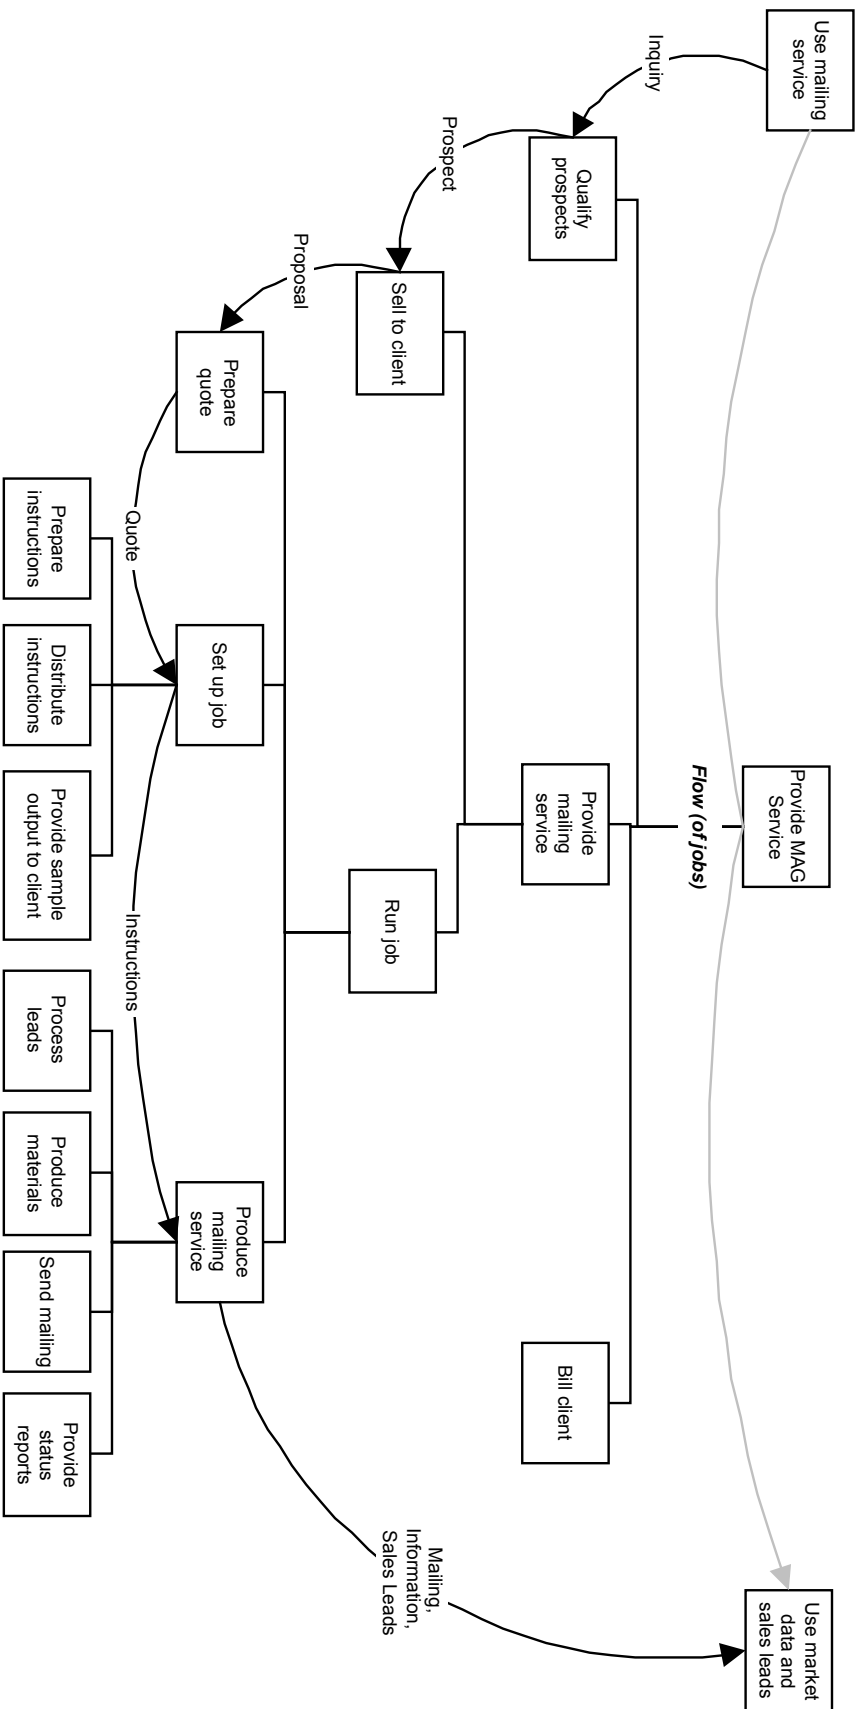 Use mailing
service
Provide MAG
Service
Use market
data and
sales leads
Flow (of jobs)
Inquiry
Qualify
prospects
Provide
mailing
service
Bill client
Prospect
Sell to client
Run job
Mailing,
Information,
Sales Leads
Proposal
Prepare
quote
Set up job
Produce
mailing
service
Quote
Instructions
Prepare
instructions
Distribute
instructions
Provide sample
output to client
Process
leads
Produce
materials
Send mailing
Provide
status
reports